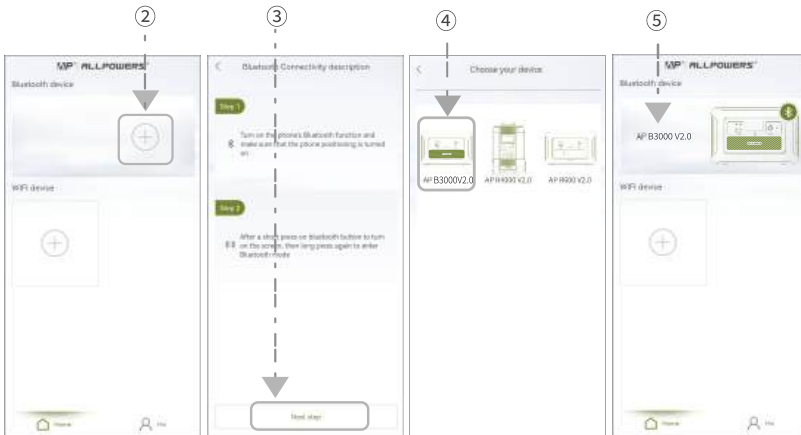 ② ③ ④ ⑤
MP® ALLPOWERS®
Bluetooth device
WIFI device
Home
Me
Bluetooth Connectivity description
Step 1
Turn on the phone's Bluetooth function and
make sure that the phone positioning is turned
on
Step 2
After a short press on bluetooth button to turn
on the screen, then long press again to enter
Bluetooth mode
Next step
Choose your device
AP B3000V2.0
V2.0
V2.0
MP® ALLPOWERS®
Bluetooth device
AP B3000 V2.0
WIFI device
Home
Me